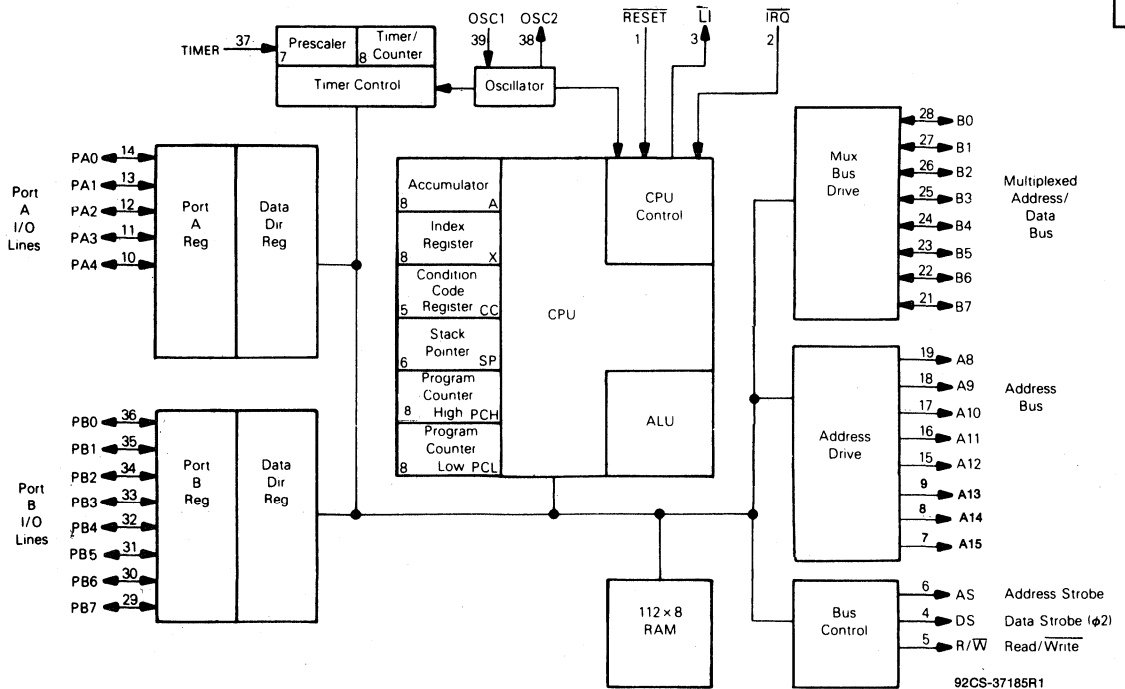 OSC1 OSC2 RESET LI IRQ
39 38 1 3 2
TIMER 37
Prescaler
7
Timer/
Counter
8
Timer Control
Oscillator
Port
A
I/O
Lines
PA0 14
PA1 13
PA2 12
PA3 11
PA4 10
Port
A
Reg
Data
Dir
Reg
Port
B
I/O
Lines
PB0 36
PB1 35
PB2 34
PB3 33
PB4 32
PB5 31
PB6 30
PB7 29
Port
B
Reg
Data
Dir
Reg
Accumulator
8 A
Index
Register
8 X
Condition
Code
5 Register CC
Stack
Pointer
6 SP
Program
Counter
8 High PCH
Program
Counter
8 Low PCL
CPU
CPU
Control
ALU
112 × 8
RAM
Mux
Bus
Drive
28 B0
27 B1
26 B2
25 B3
24 B4
23 B5
22 B6
21 B7
Multiplexed
Address/
Data
Bus
Address
Drive
19 A8
18 A9
17 A10
16 A11
15 A12
9 A13
8 A14
7 A15
Address
Bus
Bus
Control
6 AS Address Strobe
4 DS Data Strobe (ϕ2)
5 R/W̅ Read/W̅r̅i̅t̅e̅
92CS-37185R1